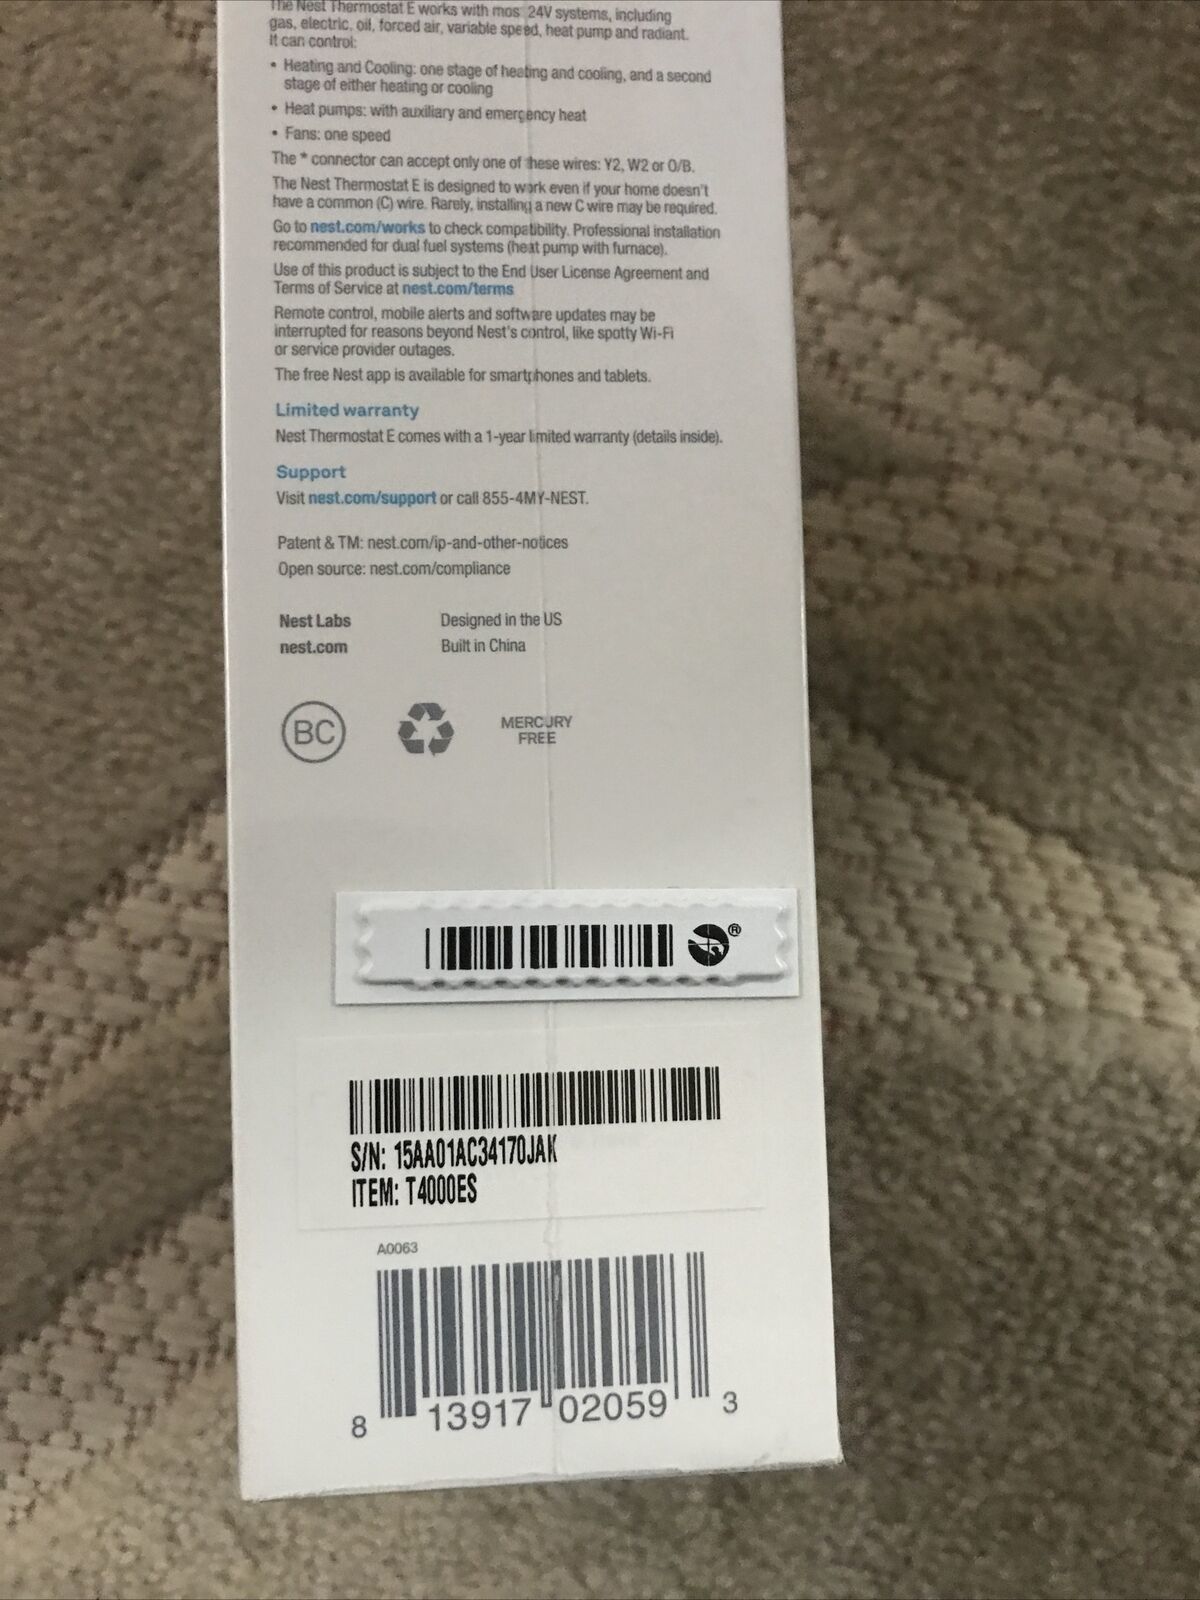 The Nest Thermostat E works with most 24V systems, including
gas, electric, oil, forced air, variable speed, heat pump and radiant.
It can control:
• Heating and Cooling: one stage of heating and cooling, and a second
stage of either heating or cooling
• Heat pumps: with auxiliary and emergency heat
• Fans: one speed
The * connector can accept only one of these wires: Y2, W2 or O/B.
The Nest Thermostat E is designed to work even if your home doesn't
have a common (C) wire. Rarely, installing a new C wire may be required.
Go to nest.com/works to check compatibility. Professional installation
recommended for dual fuel systems (heat pump with furnace).
Use of this product is subject to the End User License Agreement and
Terms of Service at nest.com/terms
Remote control, mobile alerts and software updates may be
interrupted for reasons beyond Nest's control, like spotty Wi-Fi
or service provider outages.
The free Nest app is available for smartphones and tablets.
Limited warranty
Nest Thermostat E comes with a 1-year limited warranty (details inside).
Support
Visit nest.com/support or call 855-4MY-NEST.
Patent & TM: nest.com/ip-and-other-notices
Open source: nest.com/compliance
Nest Labs Designed in the US
nest.com Built in China
BC MERCURY
FREE
®
S/N: 15AA01AC34170JAK
ITEM: T4000ES
A0063
8 13917 02059 3